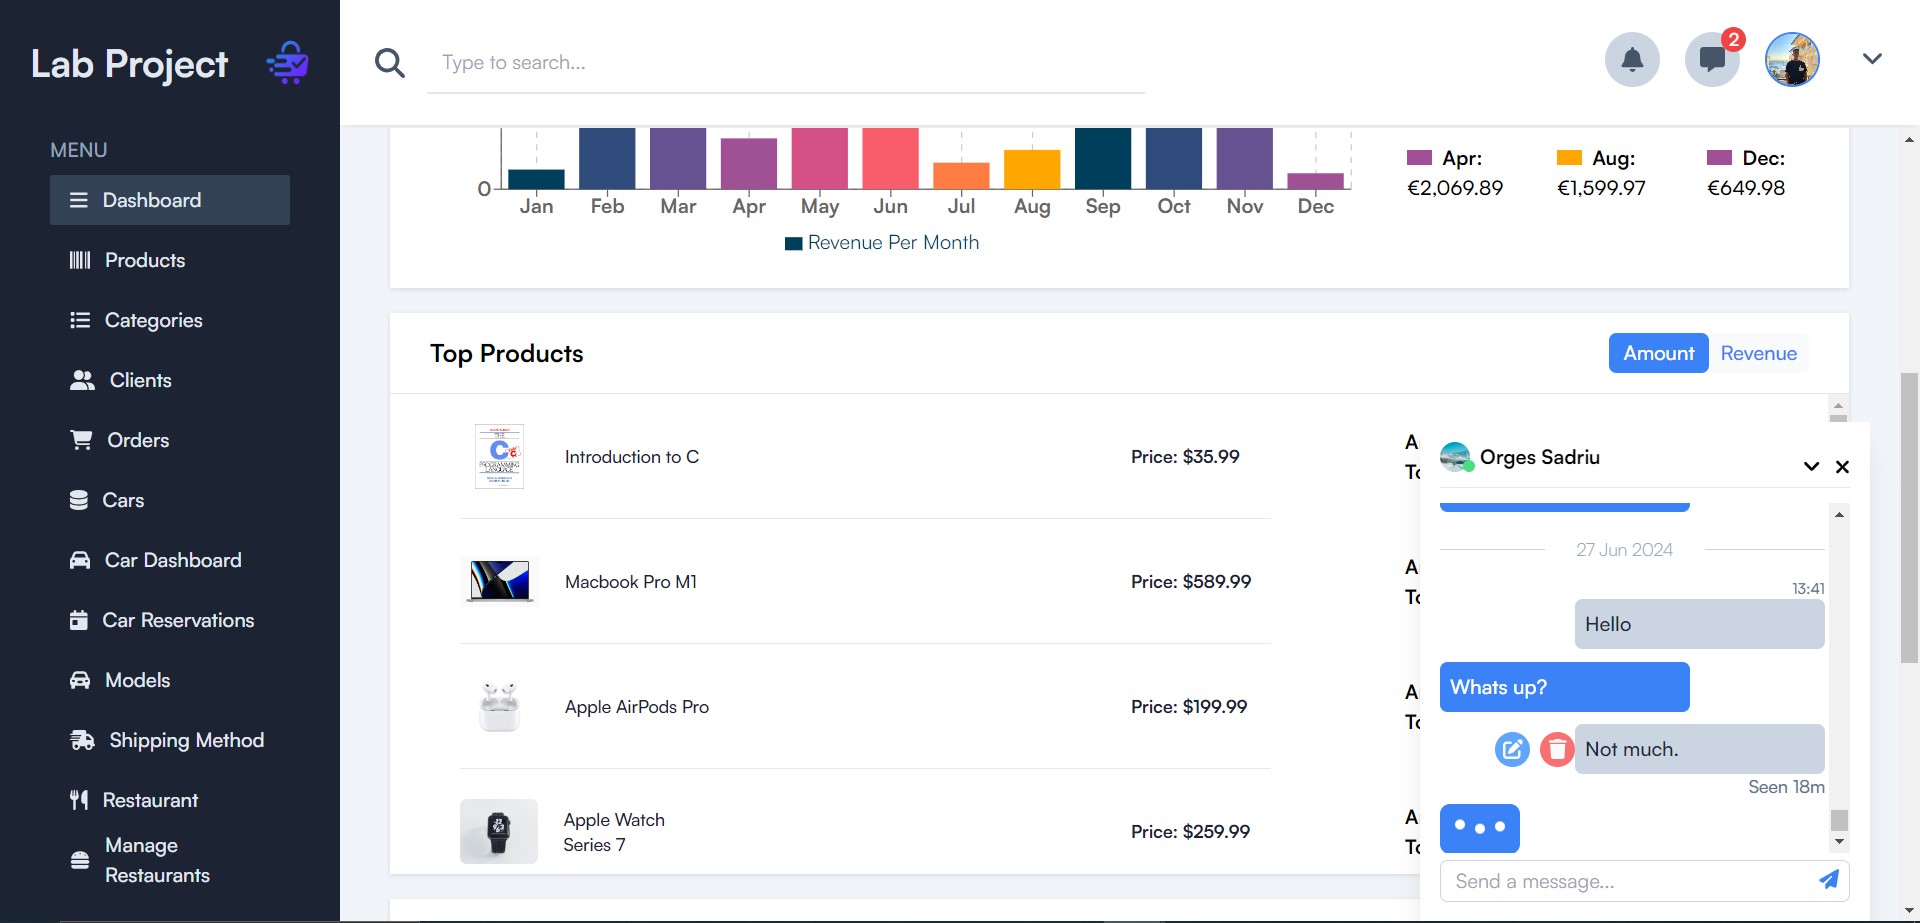 Lab Project
MENU
Dashboard
Products
Categories
Clients
Orders
Cars
Car Dashboard
Car Reservations
Models
Shipping Method
Restaurant
Manage
Restaurants
Type to search...
2
0
Jan Feb Mar Apr May Jun Jul Aug Sep Oct Nov Dec
Revenue Per Month
Apr: Aug: Dec:
€2,069.89 €1,599.97 €649.98
Top Products
Amount Revenue
Introduction to C Price: $35.99
Macbook Pro M1 Price: $589.99
Apple AirPods Pro Price: $199.99
Apple Watch
Series 7
Price: $259.99
Orges Sadriu
27 Jun 2024
13:41
Hello
Whats up?
Not much.
Seen 18m
Send a message...